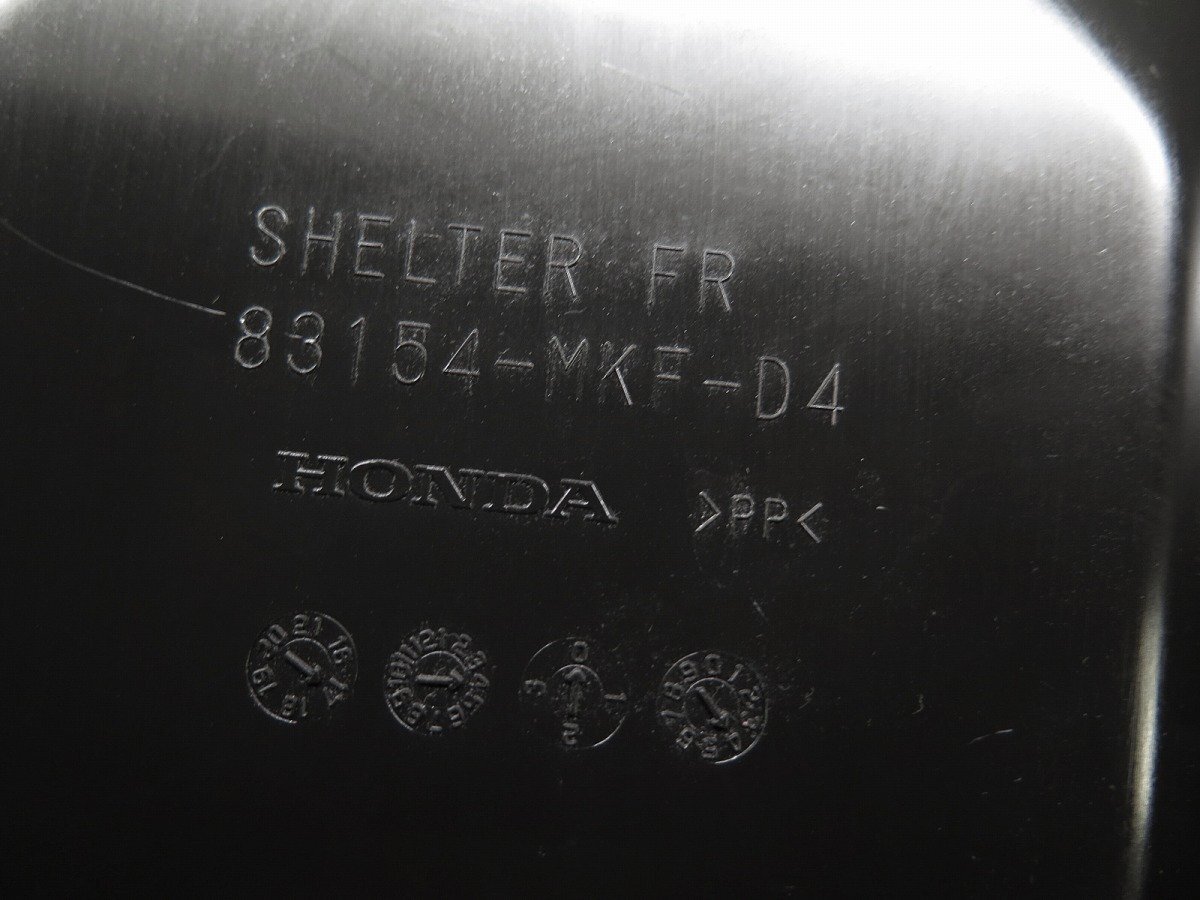 SHELTER FR
83154-MKF-D4
HONDA >PP<